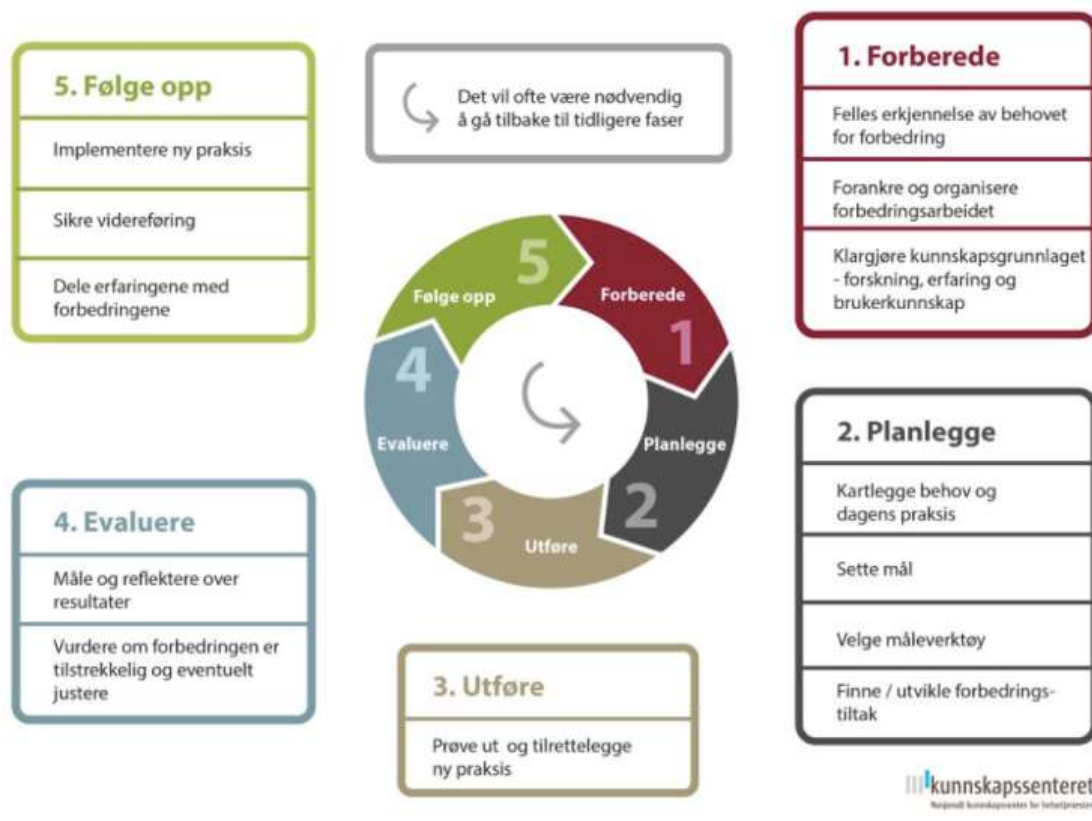 5. Følge opp
Implementere ny praksis
Sikre videreføring
Dele erfaringene med
forbedringene
Det vil ofte være nødvendig
å gå tilbake til tidligere faser
1. Forberede
Felles erkjennelse av behovet
for forbedring
Forankre og organisere
forbedringsarbeidet
Klargjøre kunnskapsgrunnlaget
- forskning, erfaring og
brukerkunnskap
5
Følge opp
Forberede
1
4
Evaluere
Planlegge
2
3
Utføre
2. Planlegge
Kartlegge behov og
dagens praksis
Sette mål
Velge måleverktøy
Finne / utvikle forbedrings-
tiltak
4. Evaluere
Måle og reflektere over
resultater
Vurdere om forbedringen er
tilstrekkelig og eventuelt
justere
3. Utføre
Prøve ut og tilrettelegge
ny praksis
kunnskapssenteret
Nasjonalt kunnskapssenter for helsetjenesten